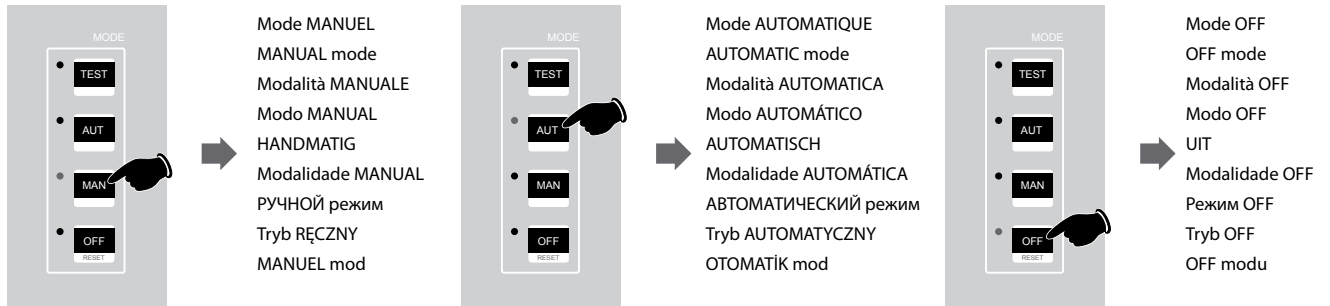 MODE
TEST
AUT
MAN
OFF
RESET
Mode MANUEL
MANUAL mode
Modalità MANUALE
Modo MANUAL
HANDMATIG
Modalidade MANUAL
РУЧНОЙ режим
Tryb RĘCZNY
MANUEL mod
MODE
TEST
AUT
MAN
OFF
RESET
Mode AUTOMATIQUE
AUTOMATIC mode
Modalità AUTOMATICA
Modo AUTOMÁTICO
AUTOMATISCH
Modalidade AUTOMÁTICA
АВТОМАТИЧЕСКИЙ режим
Tryb AUTOMATYCZNY
OTOMATİK mod
MODE
TEST
AUT
MAN
OFF
RESET
Mode OFF
OFF mode
Modalità OFF
Modo OFF
UIT
Modalidade OFF
Режим OFF
Tryb OFF
OFF modu